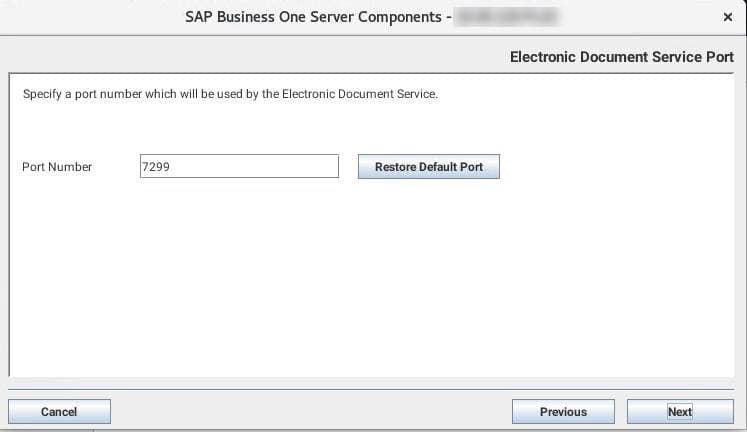 SAP Business One Server Components -
×
Electronic Document Service Port
Specify a port number which will be used by the Electronic Document Service.
Port Number 7299 Restore Default Port
Cancel Previous Next